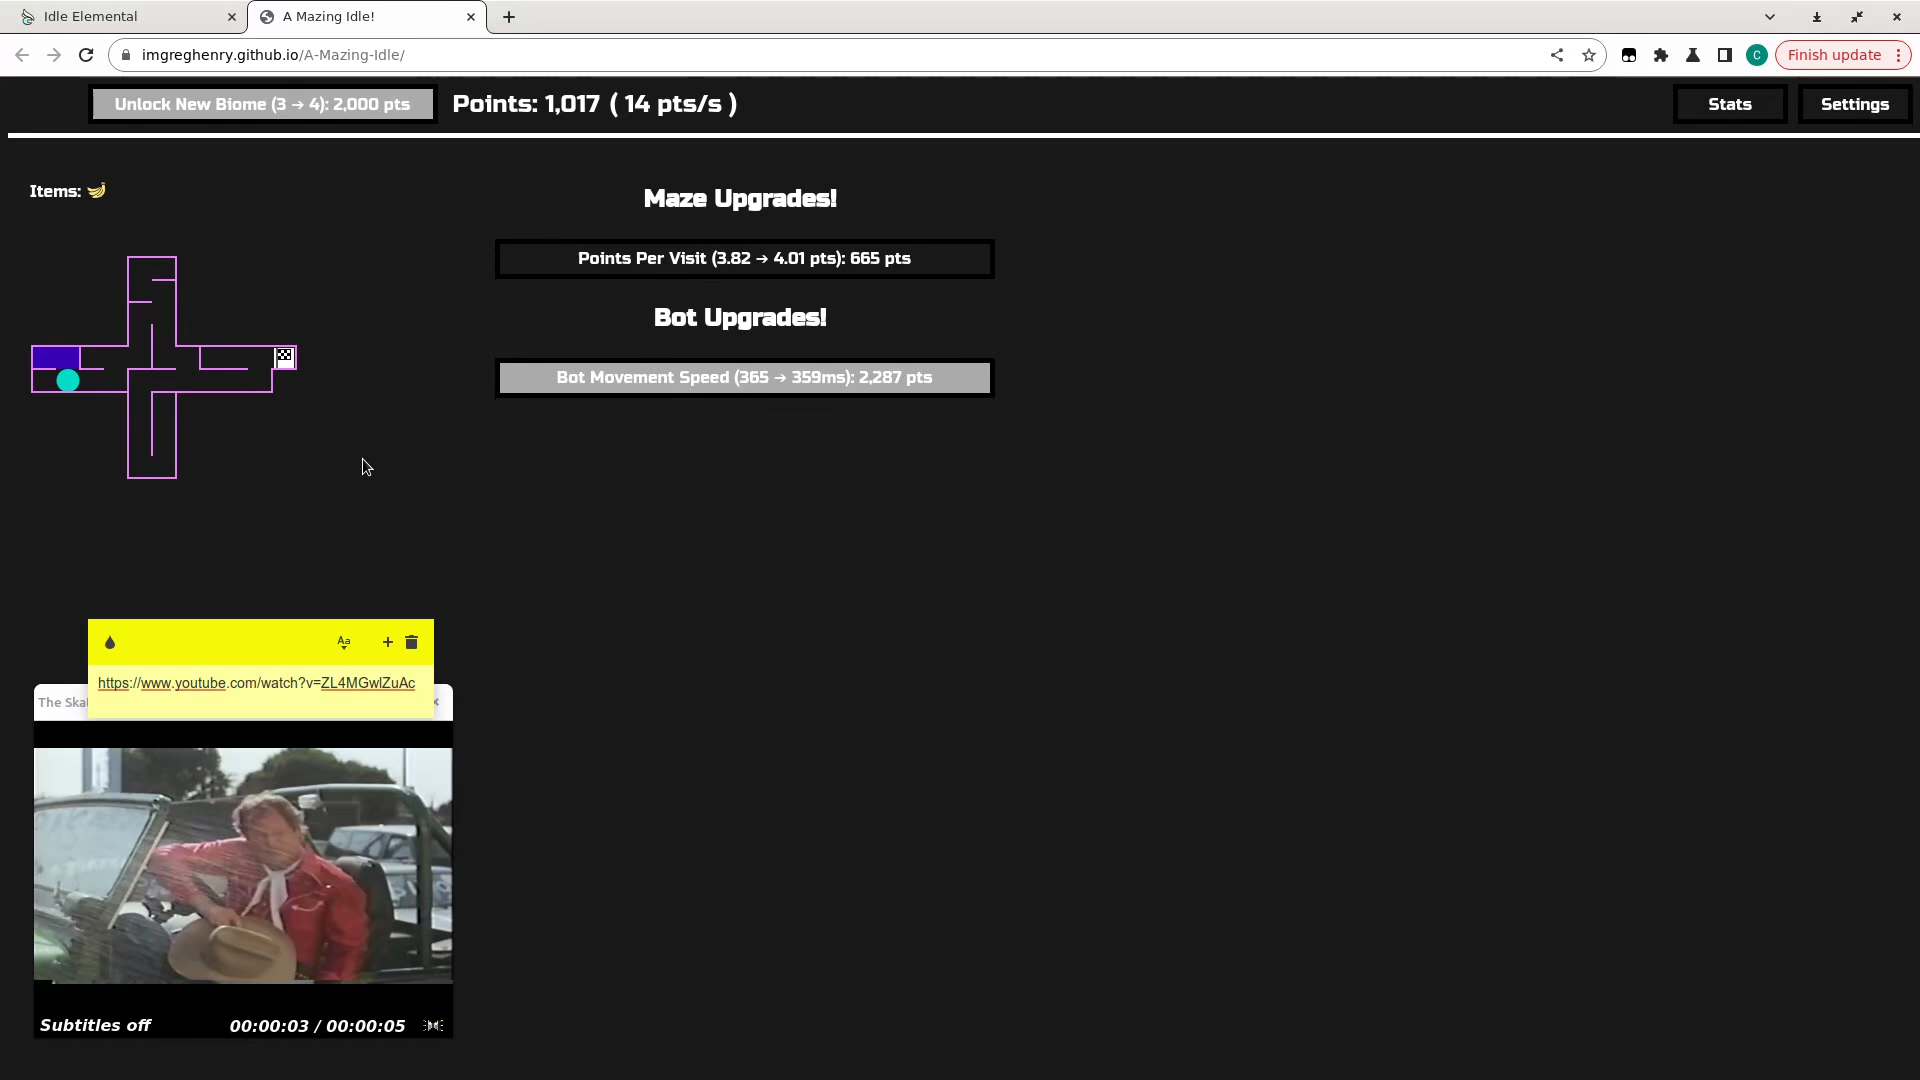 Idle Elemental
A Mazing Idle!
imgreghenry.github.io/A-Mazing-Idle/
C
Finish update
Unlock New Biome (3 → 4): 2,000 pts
Points: 1,017 ( 14 pts/s )
Stats
Settings
Items:
Maze Upgrades!
Points Per Visit (3.82 → 4.01 pts): 665 pts
Bot Upgrades!
Bot Movement Speed (365 → 359ms): 2,287 pts
Aa
https://www.youtube.com/watch?v=ZL4MGwlZuAc
The
Subtitles off
00:00:03 / 00:00:05